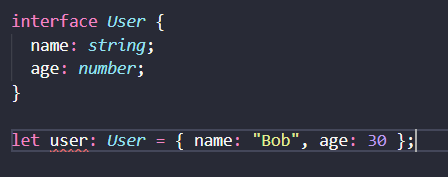 interface User {
  name: string;
  age: number;
}
let user: User = { name: "Bob", age: 30 };